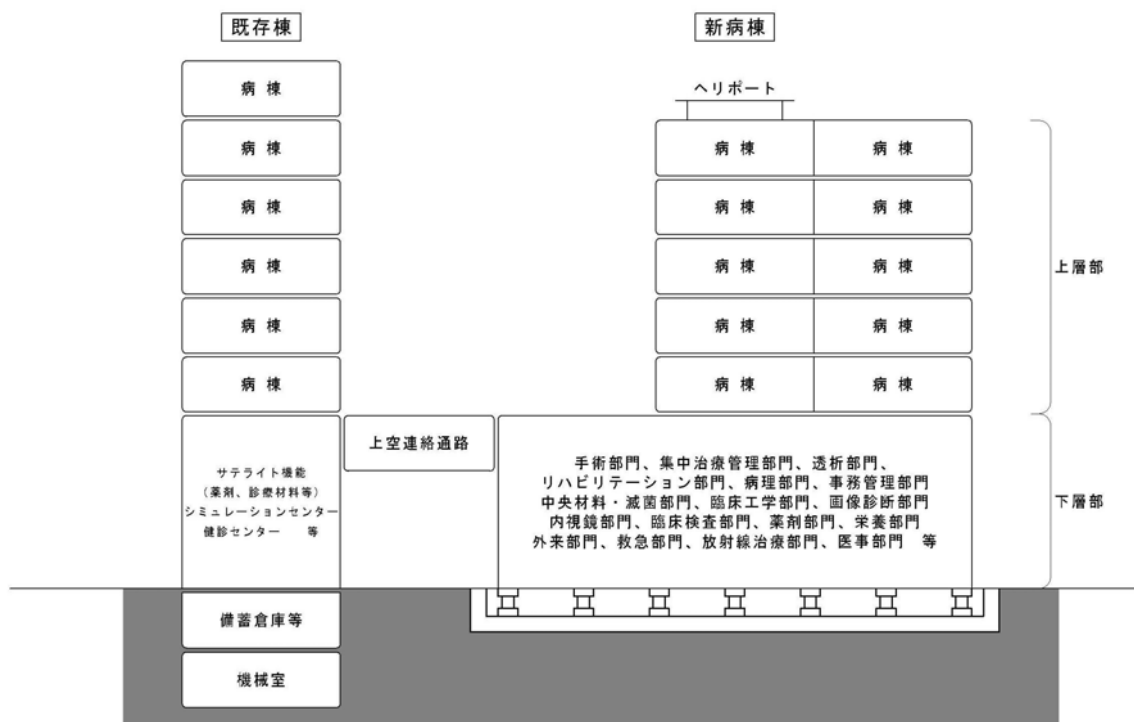 既存棟
病棟
病棟
病棟
病棟
病棟
病棟
サテライト機能
（薬剤、診療材料等）
シミュレーションセンター
健診センター　等
備蓄倉庫等
機械室
上空連絡通路
新病棟
ヘリポート
病棟　病棟
病棟　病棟
病棟　病棟
病棟　病棟
病棟　病棟
手術部門、集中治療管理部門、透析部門、
リハビリテーション部門、病理部門、事務管理部門
中央材料・滅菌部門、臨床工学部門、画像診断部門
内視鏡部門、臨床検査部門、薬剤部門、栄養部門
外来部門、救急部門、放射線治療部門、医事部門　等
上層部
下層部